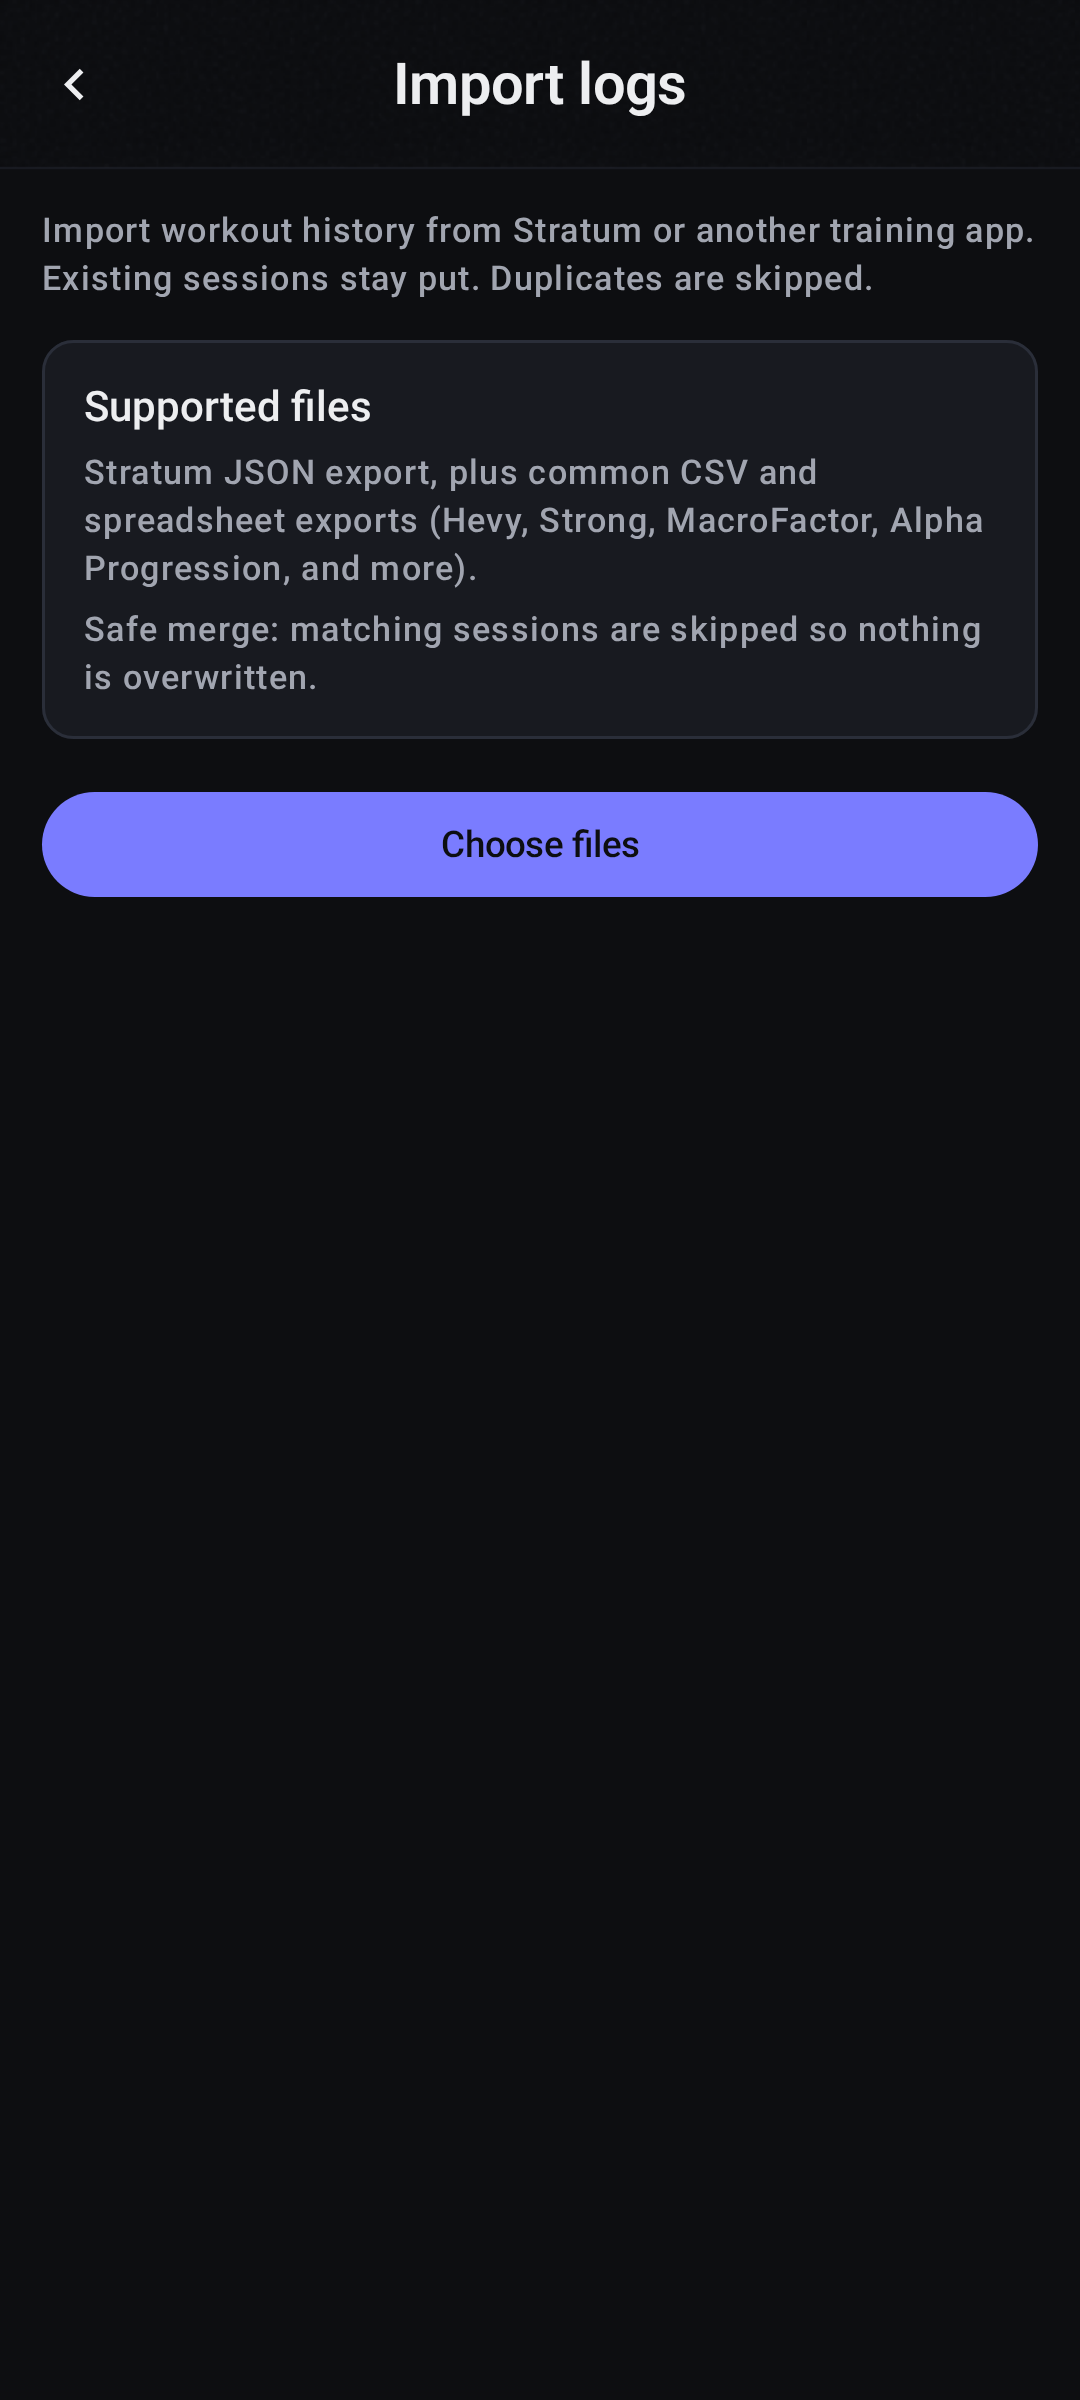 Import logs
Import workout history from Stratum or another training app.
Existing sessions stay put. Duplicates are skipped.
Supported files
Stratum JSON export, plus common CSV and
spreadsheet exports (Hevy, Strong, MacroFactor, Alpha
Progression, and more).
Safe merge: matching sessions are skipped so nothing
is overwritten.
Choose files